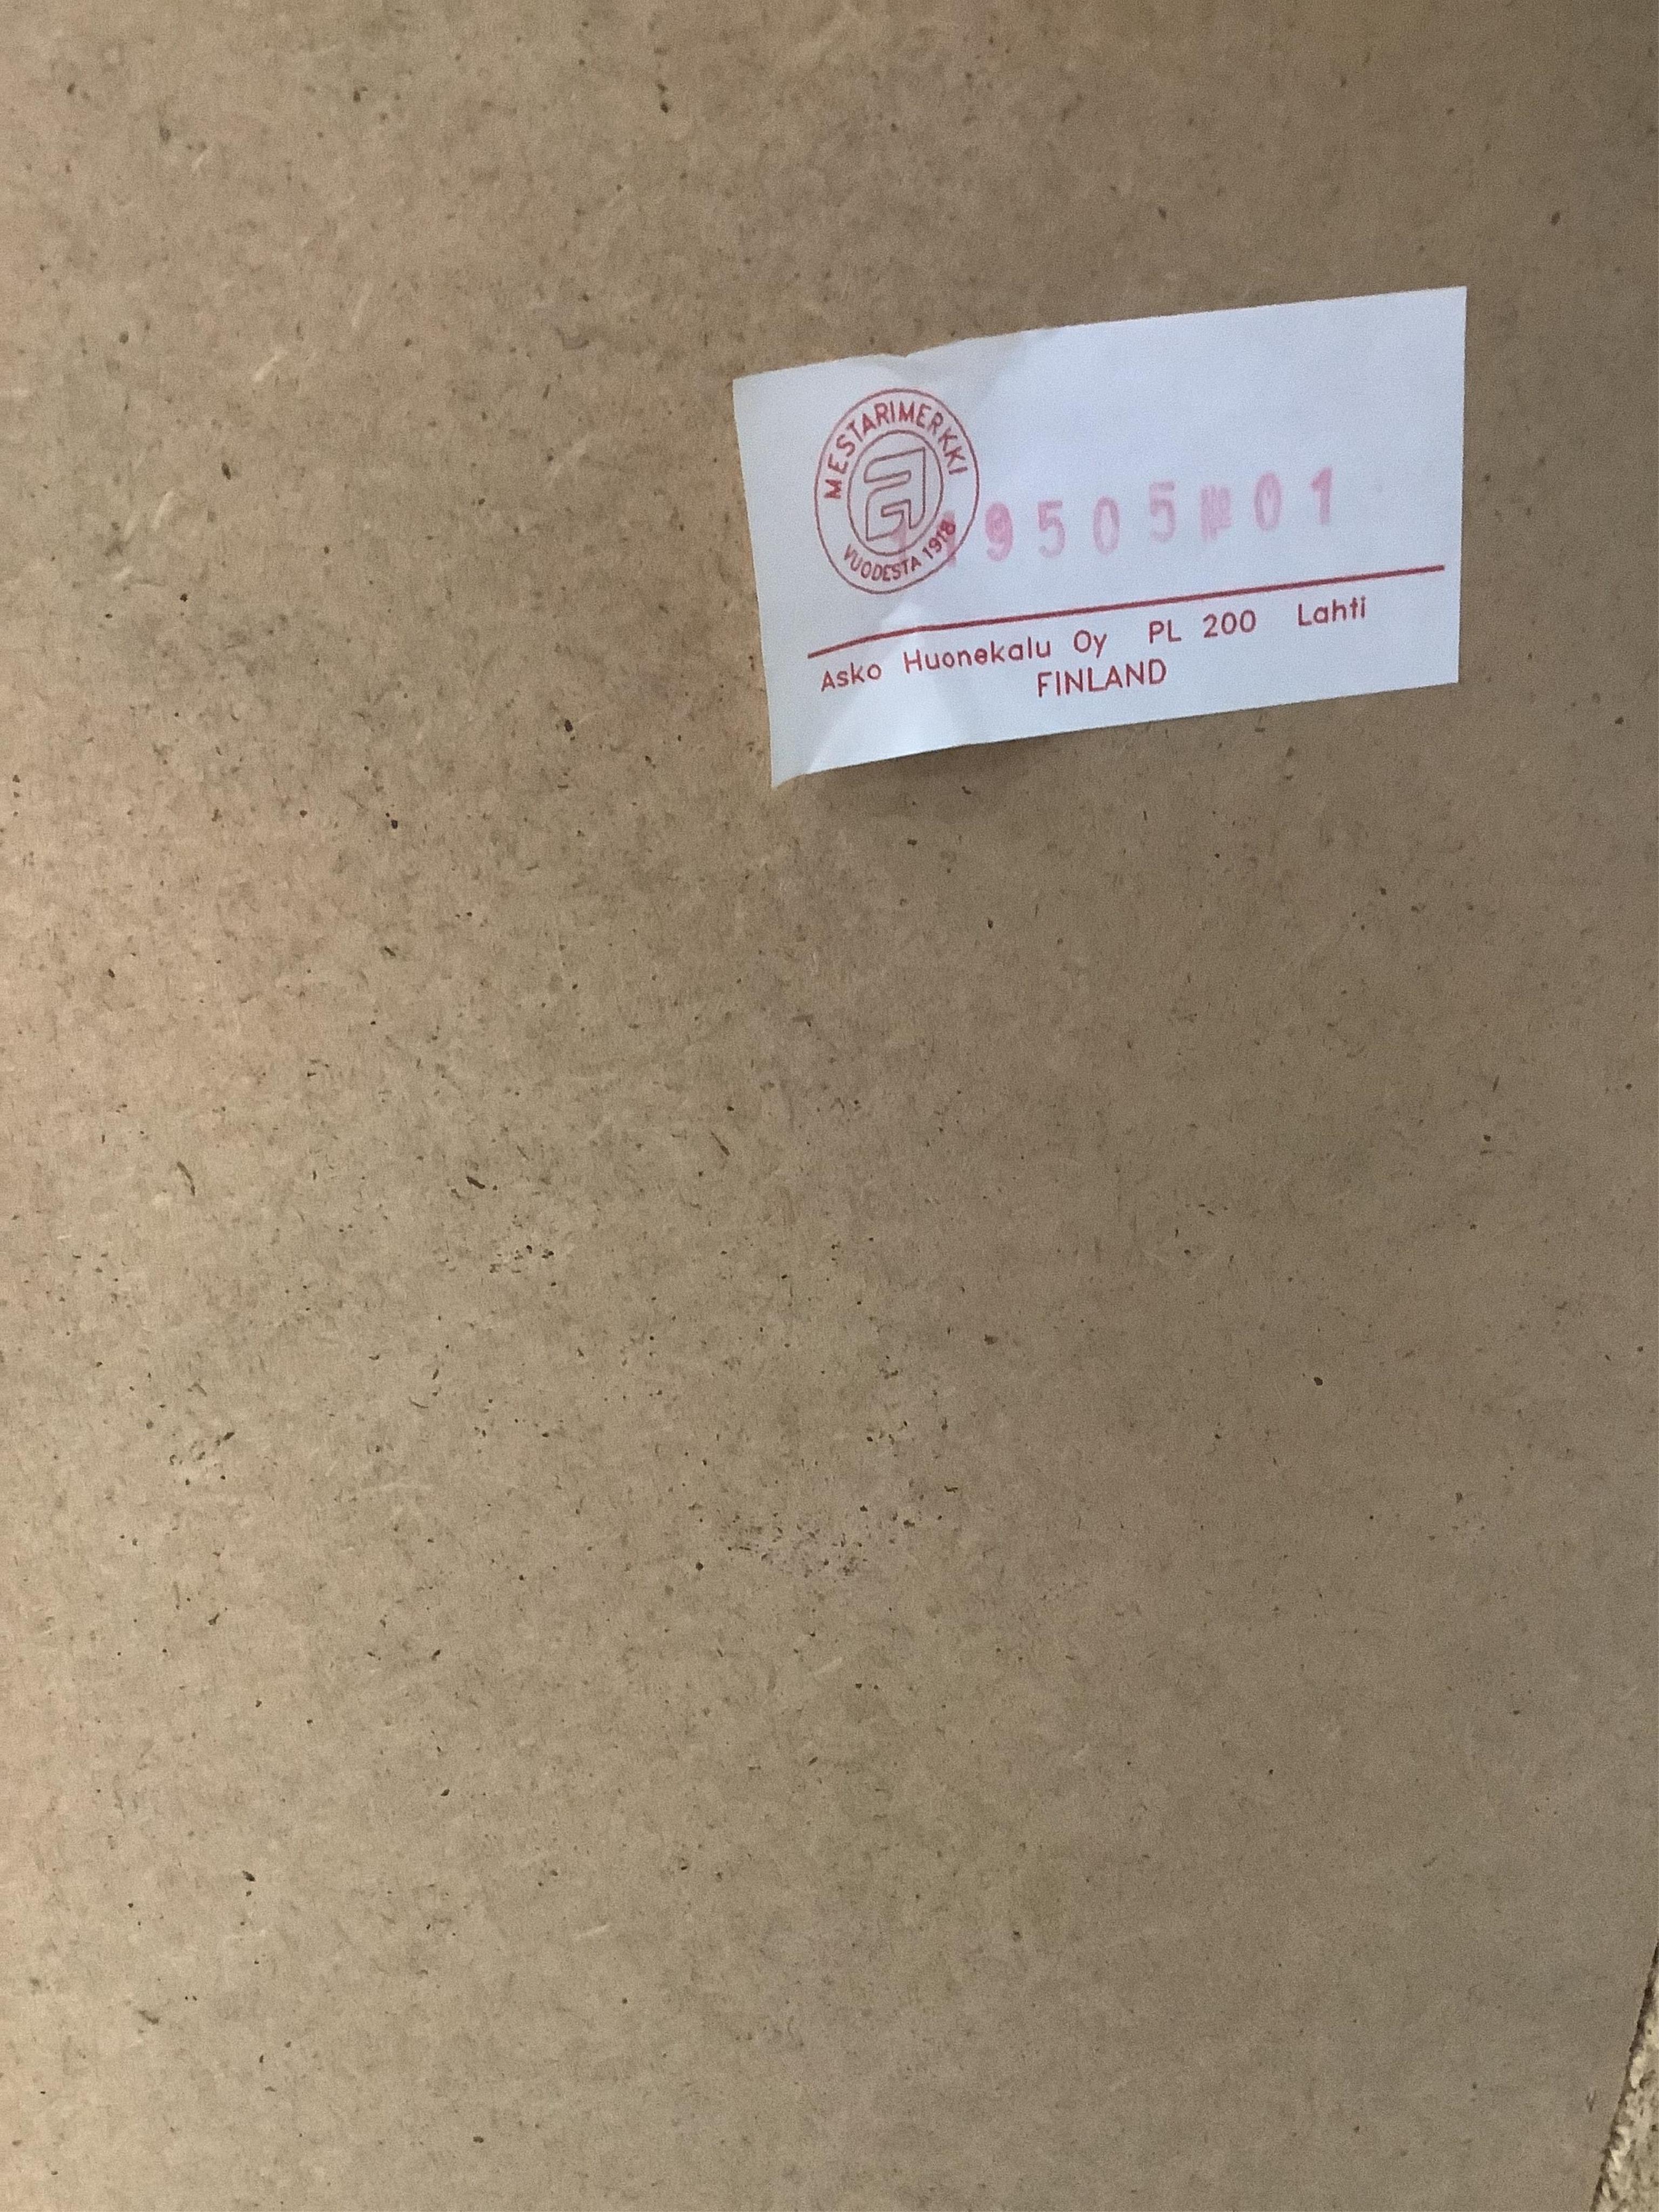 MESTARIMERKKI
a
VUODESTA 1918
Asko Huonekalu Oy PL 200 Lahti
FINLAND